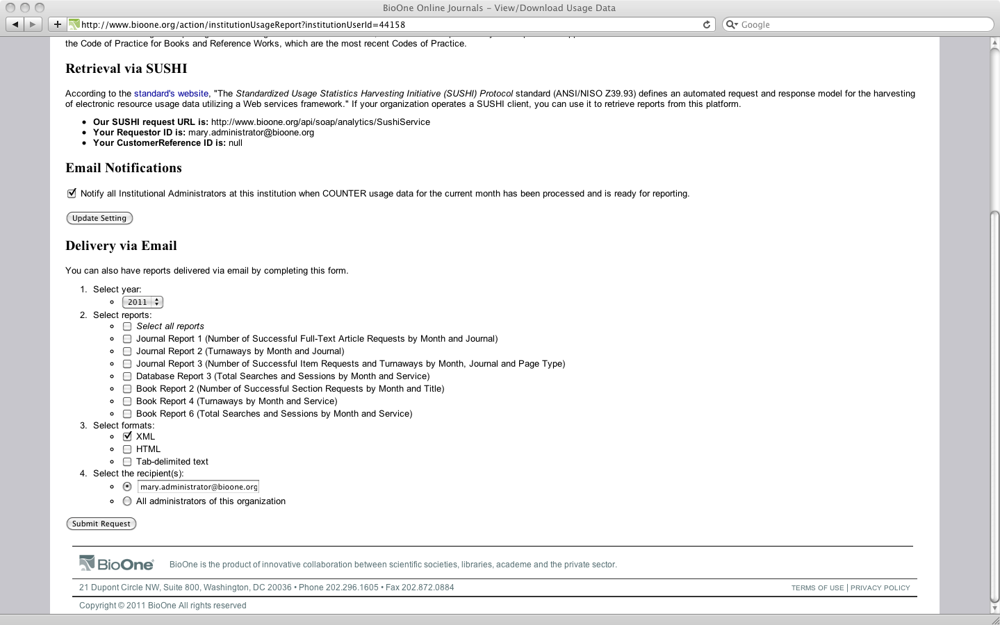 BioOne Online Journals – View/Download Usage Data
http://www.bioone.org/action/institutionUsageReport?institutionUserId=44158
Google
the Code of Practice for Books and Reference Works, which are the most recent Codes of Practice.
Retrieval via SUSHI
According to the standard's website, "The Standardized Usage Statistics Harvesting Initiative (SUSHI) Protocol standard (ANSI/NISO Z39.93) defines an automated request and response model for the harvesting
of electronic resource usage data utilizing a Web services framework." If your organization operates a SUSHI client, you can use it to retrieve reports from this platform.
• Our SUSHI request URL is: http://www.bioone.org/api/soap/analytics/SushiService
• Your Requestor ID is: mary.administrator@bioone.org
• Your CustomerReference ID is: null
Email Notifications
Notify all Institutional Administrators at this institution when COUNTER usage data for the current month has been processed and is ready for reporting.
Update Setting
Delivery via Email
You can also have reports delivered via email by completing this form.
1. Select year:
2011
2. Select reports:
Select all reports
Journal Report 1 (Number of Successful Full-Text Article Requests by Month and Journal)
Journal Report 2 (Turnaways by Month and Journal)
Journal Report 3 (Number of Successful Item Requests and Turnaways by Month, Journal and Page Type)
Database Report 3 (Total Searches and Sessions by Month and Service)
Book Report 2 (Number of Successful Section Requests by Month and Title)
Book Report 4 (Turnaways by Month and Service)
Book Report 6 (Total Searches and Sessions by Month and Service)
3. Select formats:
XML
HTML
Tab-delimited text
4. Select the recipient(s):
mary.administrator@bioone.org
All administrators of this organization
Submit Request
BioOne BioOne is the product of innovative collaboration between scientific societies, libraries, academe and the private sector.
21 Dupont Circle NW, Suite 800, Washington, DC 20036 • Phone 202.296.1605 • Fax 202.872.0884 TERMS OF USE | PRIVACY POLICY
Copyright © 2011 BioOne All rights reserved